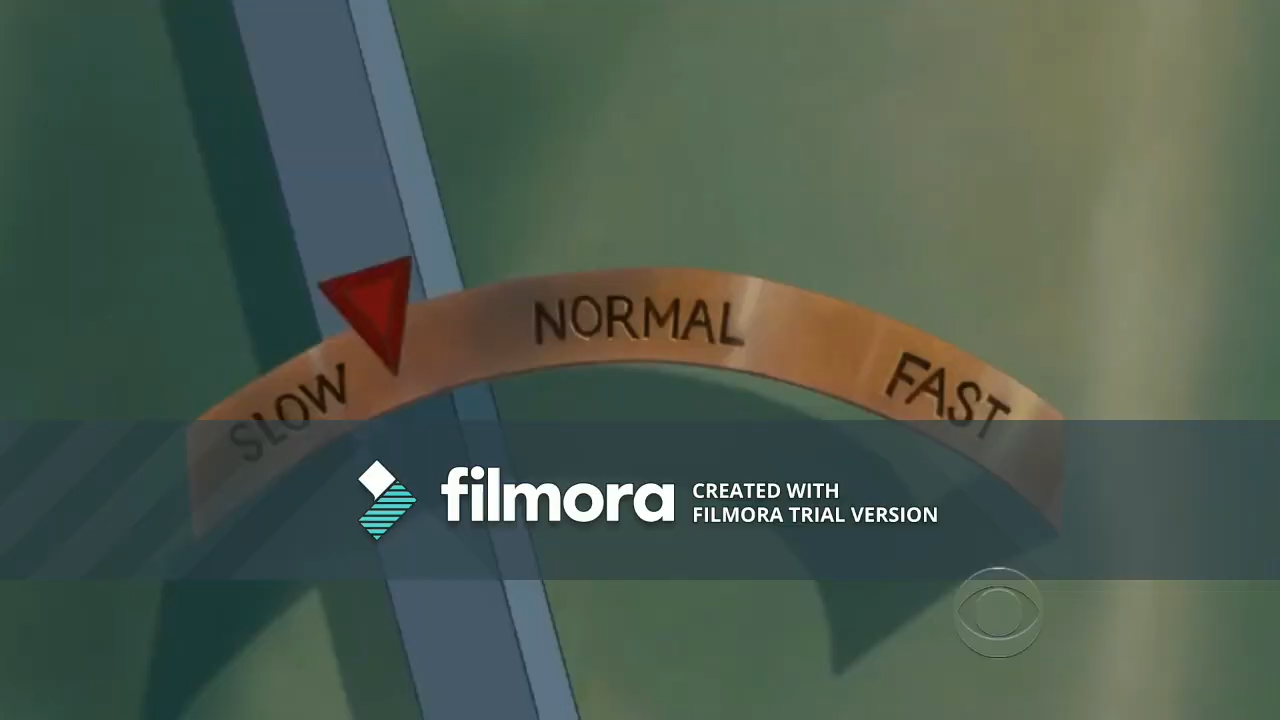 SLOW NORMAL FAST
filmora
CREATED WITH
FILMORA TRIAL VERSION